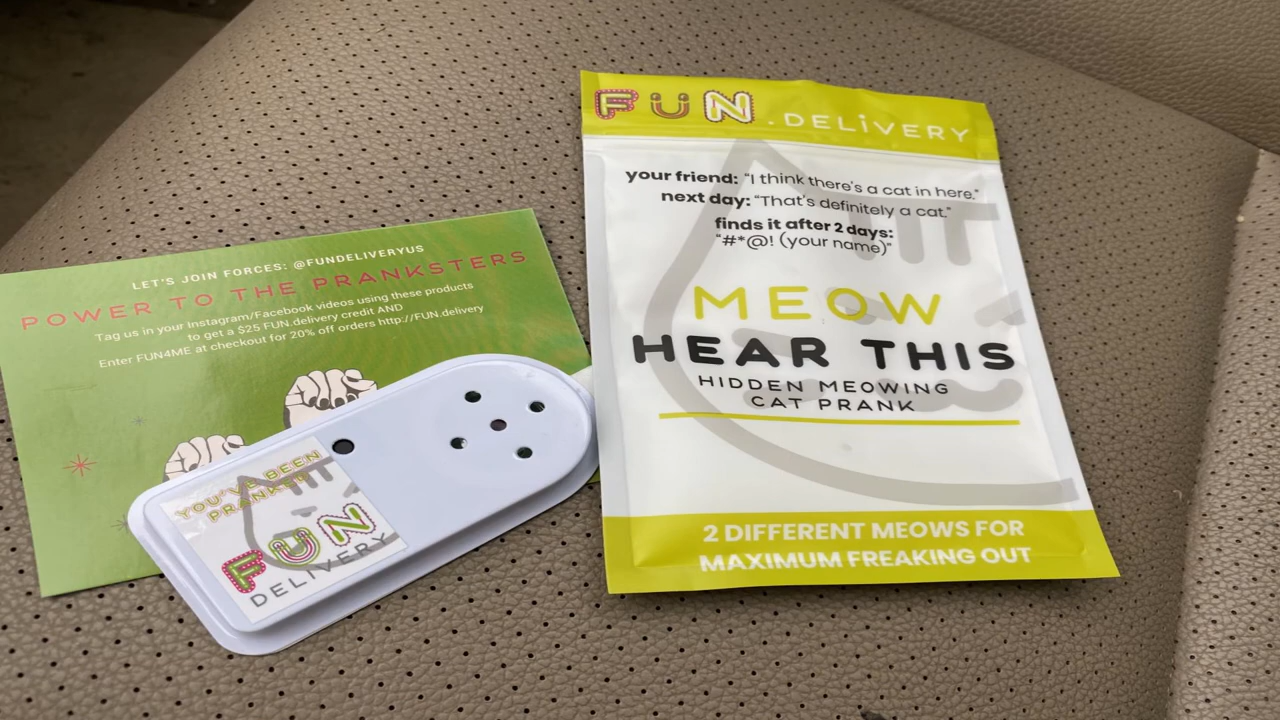 LET'S JOIN FORCES: @FUNDELIVERYUS
POWER TO THE PRANKSTERS
Tag us in your Instagram/Facebook videos using these products
to get a $25 FUN.delivery credit AND
Enter FUN4ME at checkout for 20% off orders http://FUN.delivery
YOU'VE BEEN
PRANKED
FUN
DELIVERY
FUN.DELiVERY
your friend: "I think there's a cat in here."
next day: "That's definitely a cat."
finds it after 2 days:
"#*@! (your name)"
MEOW
HEAR THIS
HIDDEN MEOWING
CAT PRANK
2 DIFFERENT MEOWS FOR
MAXIMUM FREAKING OUT